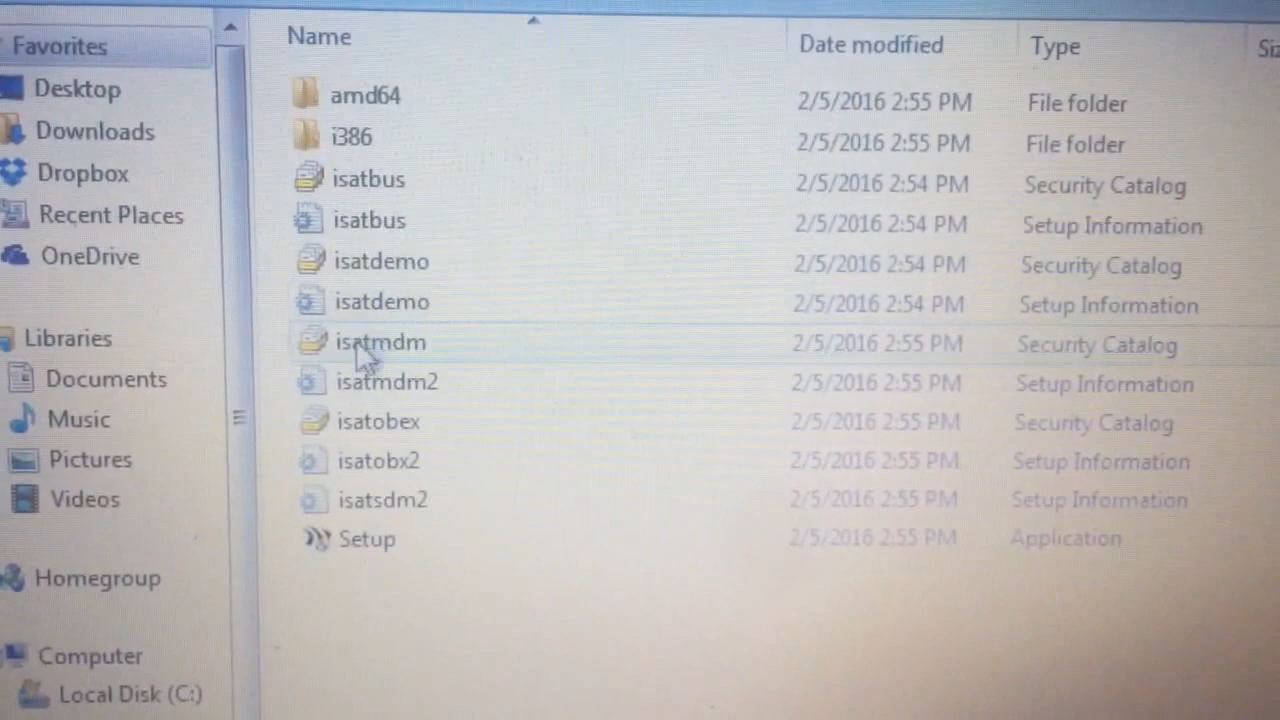 Favorites
Desktop
Downloads
Dropbox
Recent Places
OneDrive
Libraries
Documents
Music
Pictures
Videos
Homegroup
Computer
Local Disk (C:)
Name Date modified Type
amd64 2/5/2016 2:55 PM File folder
i386 2/5/2016 2:55 PM File folder
isatbus 2/5/2016 2:54 PM Security Catalog
isatbus 2/5/2016 2:54 PM Setup Information
isatdemo 2/5/2016 2:54 PM Security Catalog
isatdemo 2/5/2016 2:54 PM Setup Information
isatmdm 2/5/2016 2:55 PM Security Catalog
isatmdm2 2/5/2016 2:55 PM Setup Information
isatobex 2/5/2016 2:55 PM Security Catalog
isatobx2 2/5/2016 2:55 PM Setup Information
isatsdm2 2/5/2016 2:55 PM Setup Information
Setup 2/5/2016 2:55 PM Application